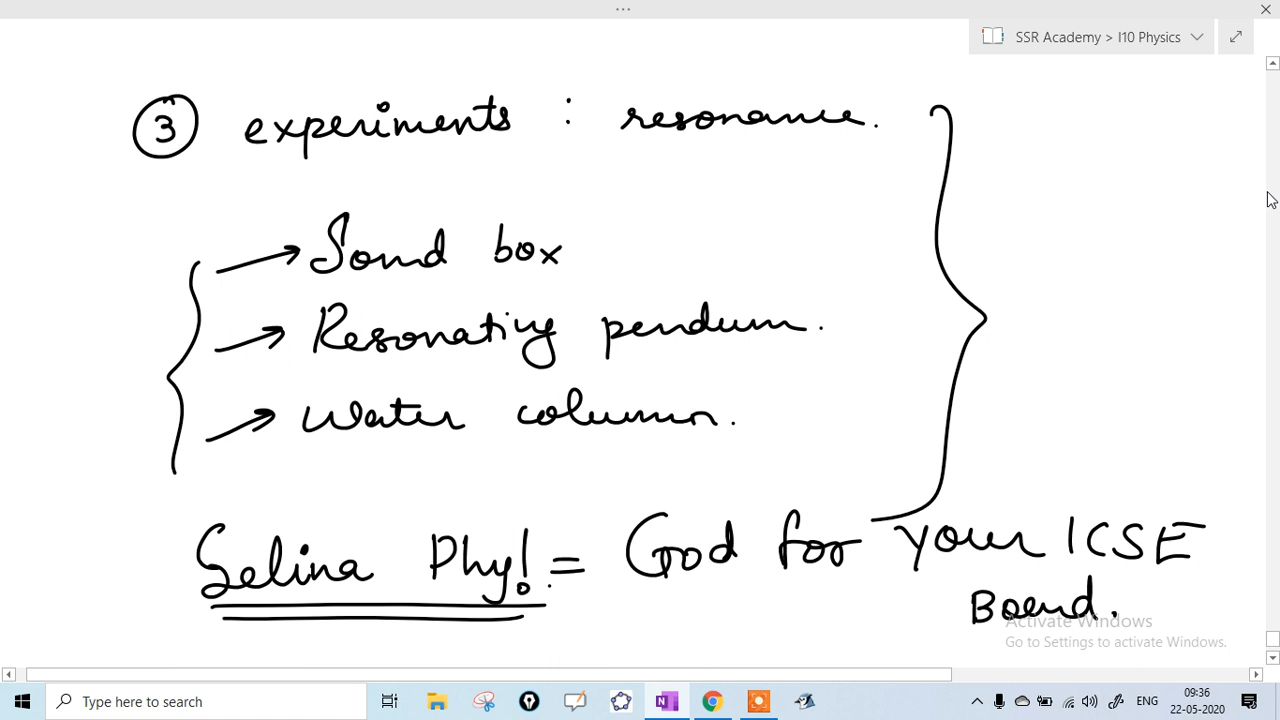 SSR Academy > I10 Physics
③ experiments : resonance.
→ Sound box
→ Resonating pendum.
→ Water column.
Selina Phy! = God for your ICSE
Board.
Activate Windows
Go to Settings to activate Windows.
Type here to search
ENG
09:36
22-05-2020